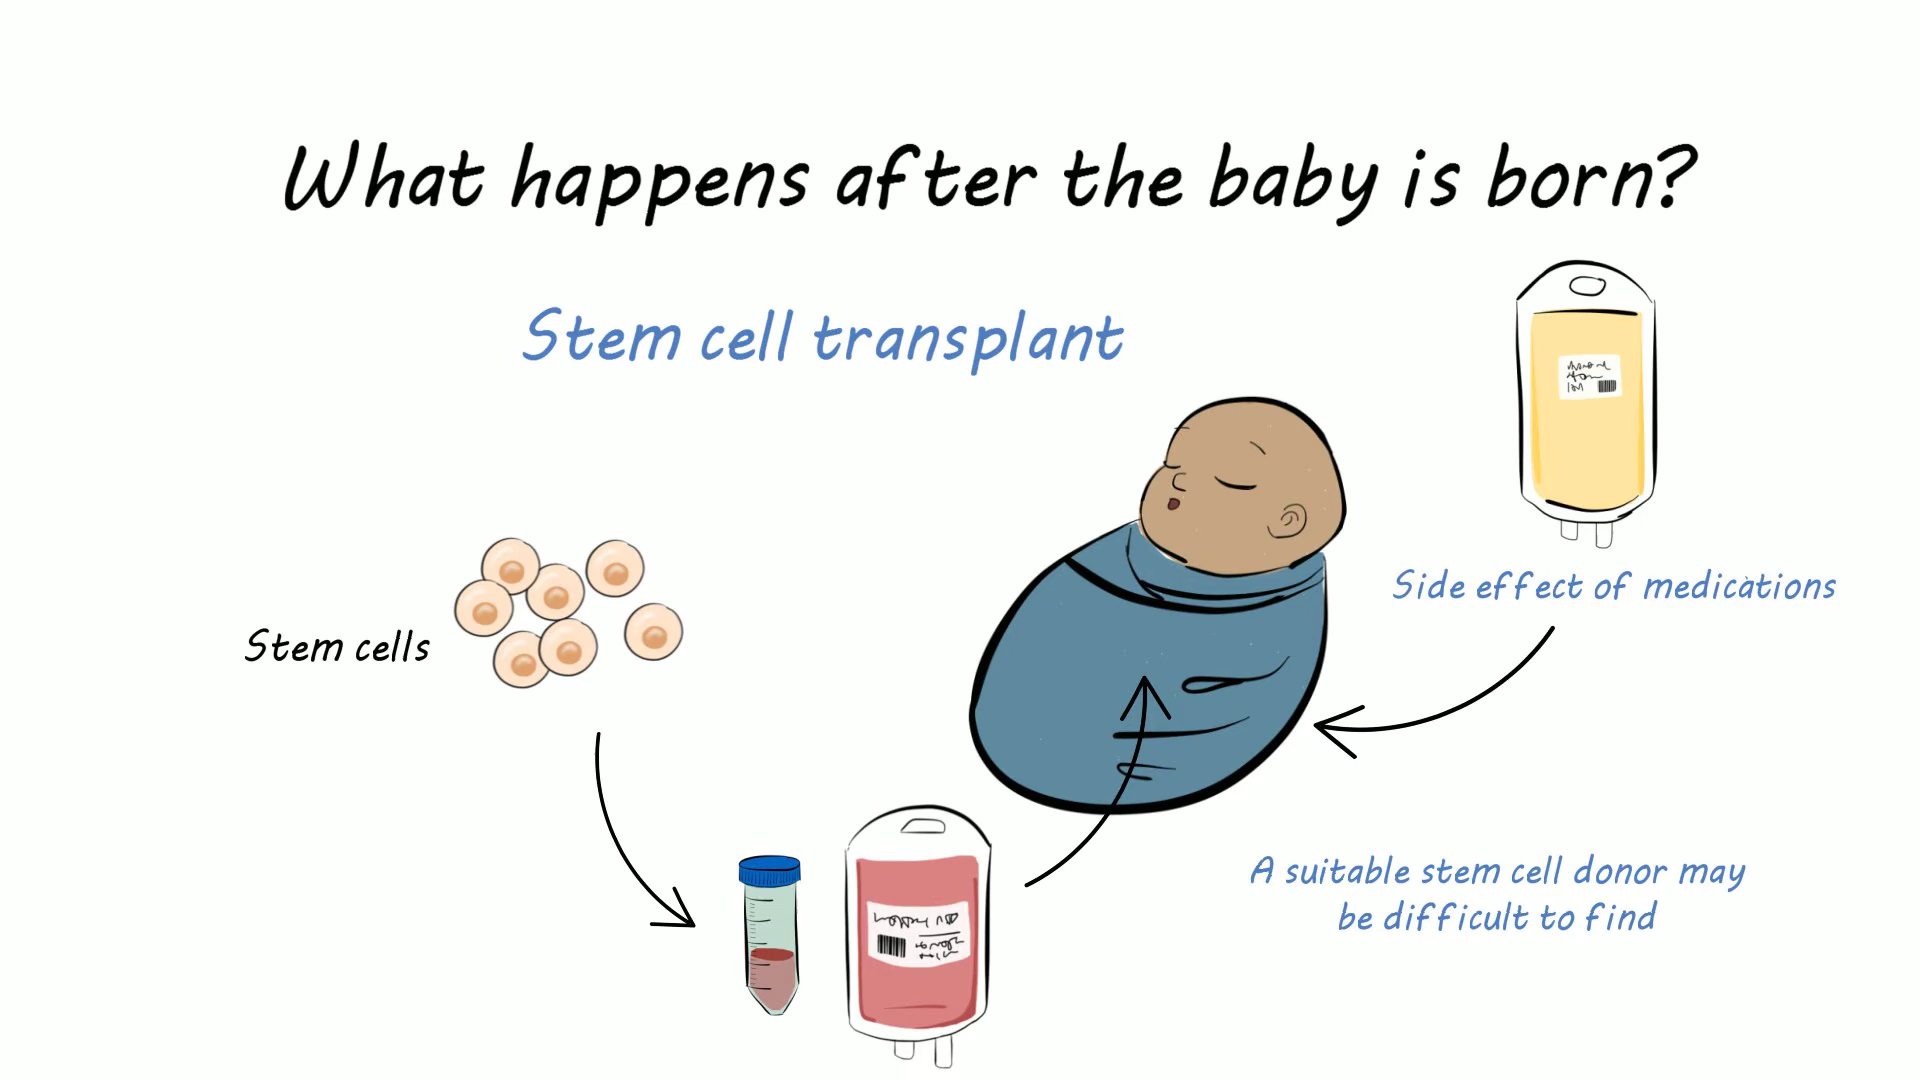 What happens after the baby is born?
Stem cell transplant
Stem cells
Side effect of medications
A suitable stem cell donor may
be difficult to find